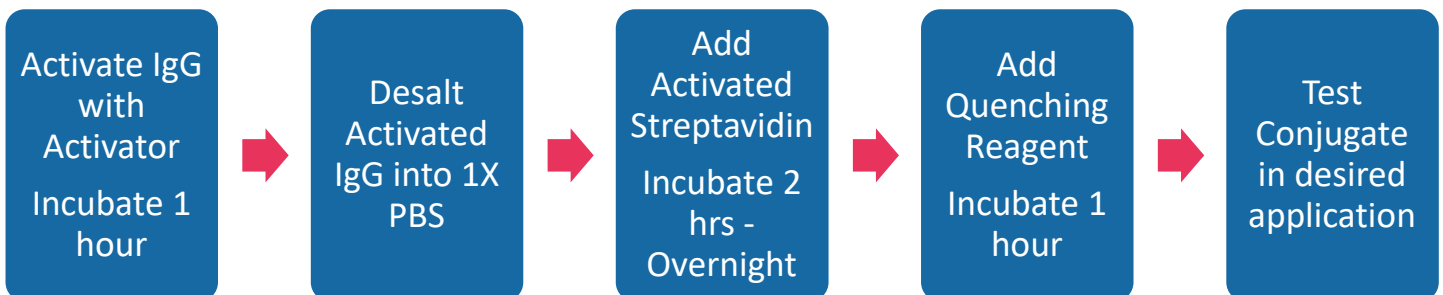 Activate IgG
with
Activator
Incubate 1
hour
Desalt
Activated
IgG into 1X
PBS
Add
Activated
Streptavidin
Incubate 2
hrs -
Overnight
Add
Quenching
Reagent
Incubate 1
hour
Test
Conjugate
in desired
application